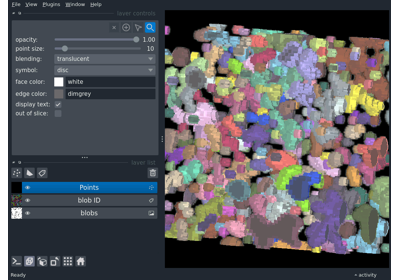 File View Plugins Window Help
layer controls
opacity: 1.00
point size: 10
blending: translucent
symbol: disc
face color: white
edge color: dimgrey
display text:
out of slice:
layer list
Points
blob ID
blobs
Ready
activity